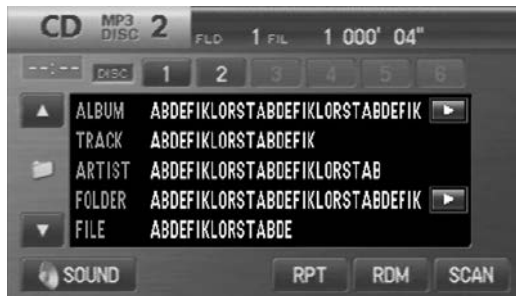 CD MP3 DISC 2 FLD 1 FIL 1 000' 04"
--:-- DISC 1 2 3 4 5 6
ALBUM ABDEFIKLORSTABDEFIKLORSTABDEFIK
TRACK ABDEFIKLORSTABDEFIK
ARTIST ABDEFIKLORSTABDEFIKLORSTAB
FOLDER ABDEFIKLORSTABDEFIKLORSTABDEFIK
FILE ABDEFIKLORSTABDE
SOUND RPT RDM SCAN